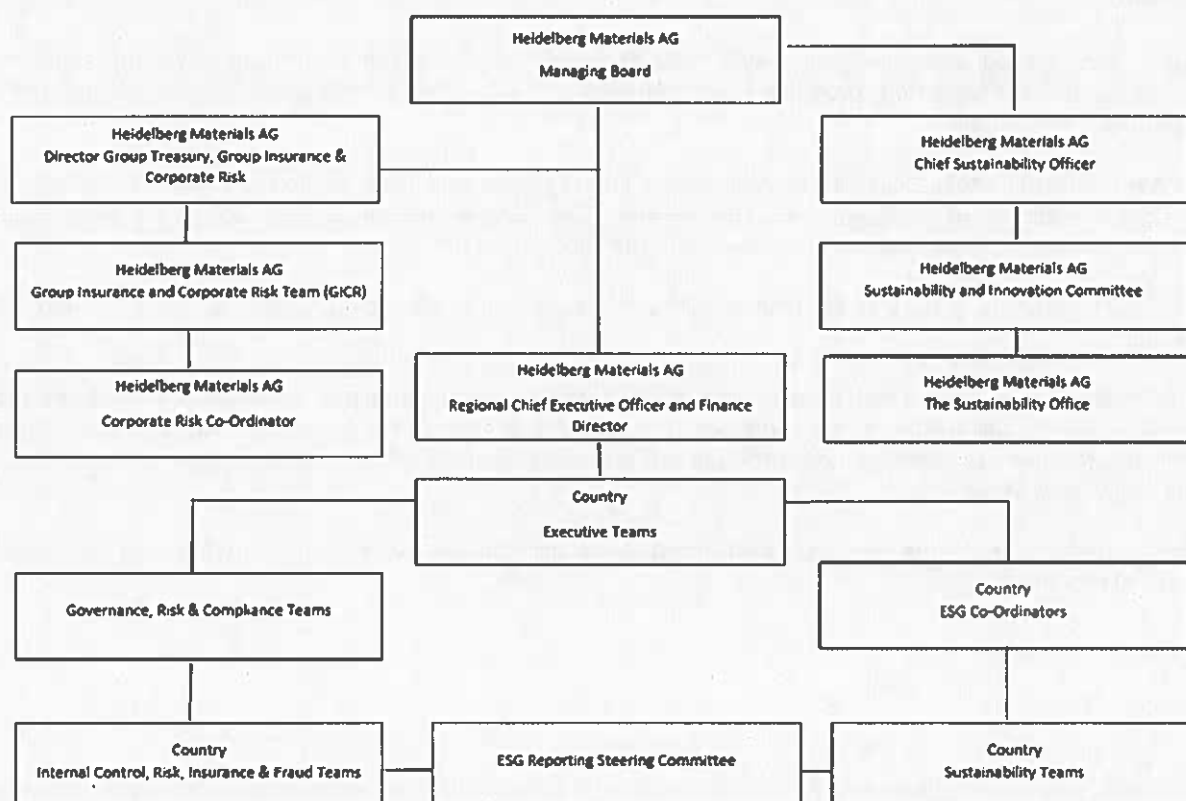 Heidelberg Materials AG
Managing Board
Heidelberg Materials AG
Director Group Treasury, Group Insurance &
Corporate Risk
Heidelberg Materials AG
Chief Sustainability Officer
Heidelberg Materials AG
Group Insurance and Corporate Risk Team (GICR)
Heidelberg Materials AG
Sustainability and Innovation Committee
Heidelberg Materials AG
Corporate Risk Co-Ordinator
Heidelberg Materials AG
Regional Chief Executive Officer and Finance
Director
Heidelberg Materials AG
The Sustainability Office
Country
Executive Teams
Governance, Risk & Compliance Teams
Country
ESG Co-Ordinators
Country
Internal Control, Risk, Insurance & Fraud Teams
ESG Reporting Steering Committee
Country
Sustainability Teams